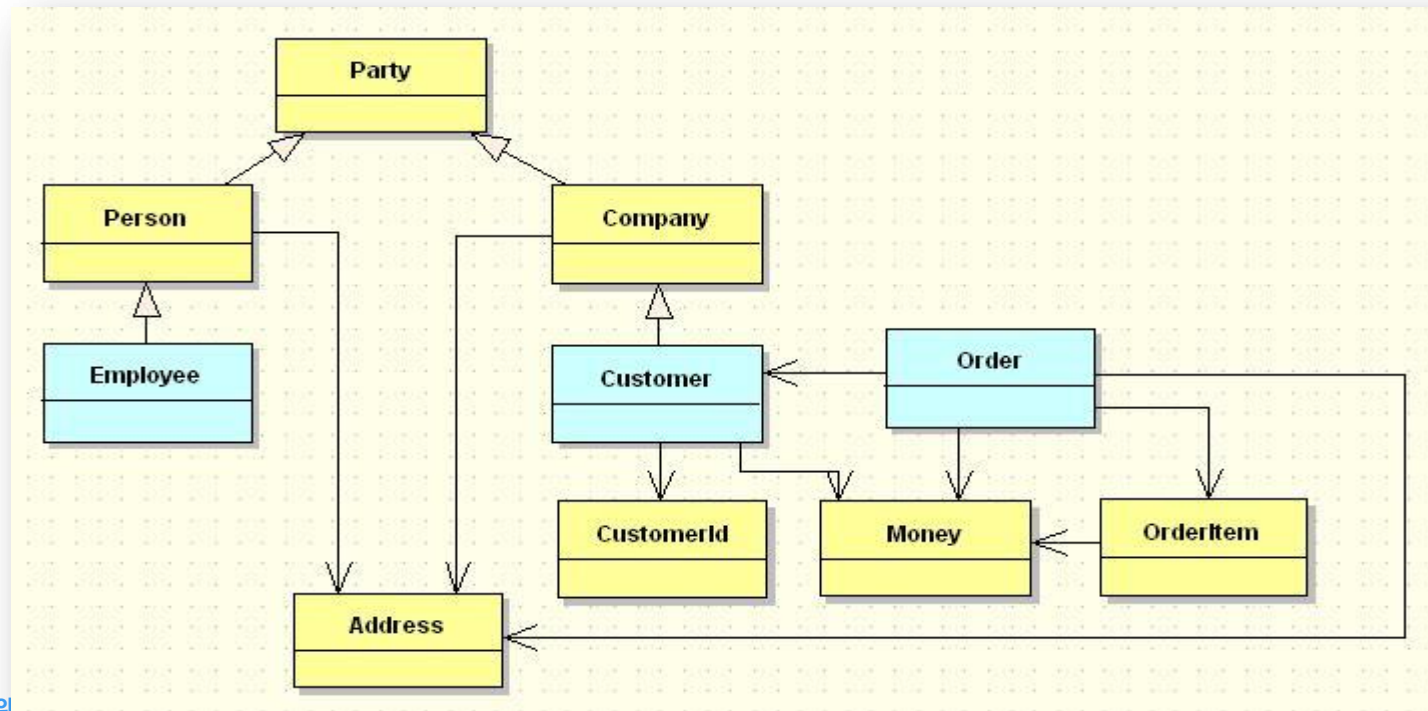 Party
Person
Company
Employee
Customer
Order
CustomerId
Money
OrderItem
Address